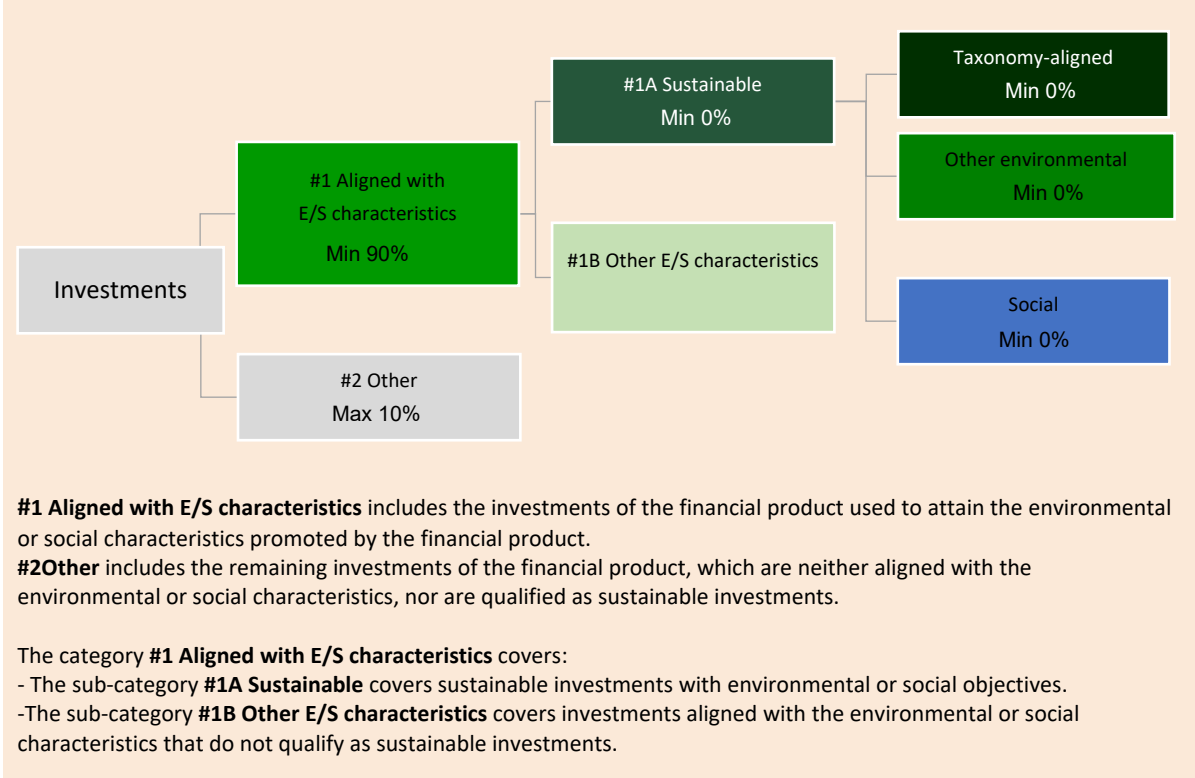 Investments
#1 Aligned with
E/S characteristics
Min 90%
#2 Other
Max 10%
#1A Sustainable
Min 0%
#1B Other E/S characteristics
Taxonomy-aligned
Min 0%
Other environmental
Min 0%
Social
Min 0%
#1 Aligned with E/S characteristics includes the investments of the financial product used to attain the environmental
or social characteristics promoted by the financial product.
#2Other includes the remaining investments of the financial product, which are neither aligned with the
environmental or social characteristics, nor are qualified as sustainable investments.
The category #1 Aligned with E/S characteristics covers:
- The sub-category #1A Sustainable covers sustainable investments with environmental or social objectives.
-The sub-category #1B Other E/S characteristics covers investments aligned with the environmental or social
characteristics that do not qualify as sustainable investments.